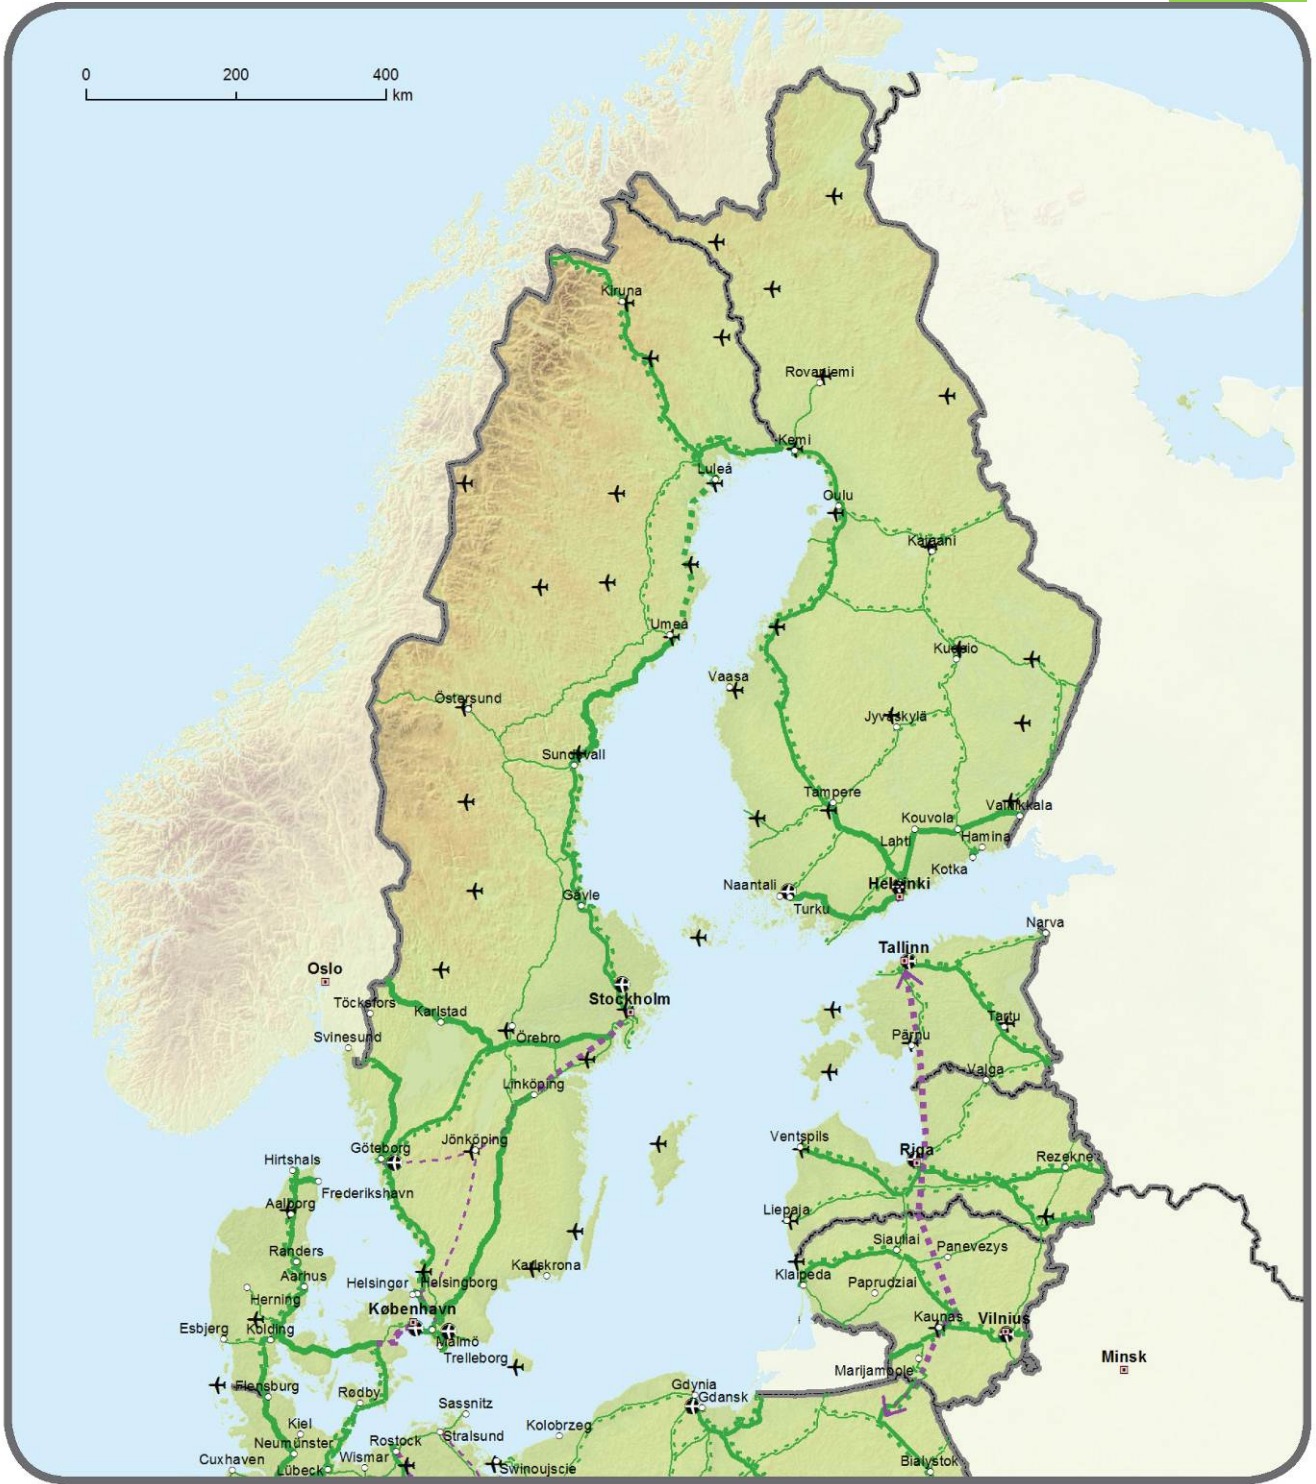 0 200 400
km
Kiruna
Rovaniemi
Kemi
Luleå
Oulu
Kajaani
Umeå
Kuopio
Vaasa
Östersund
Jyväskylä
Sundsvall
Tampere
Vainikkala
Kouvola
Hamina
Lahti
Kotka
Naantali
Helsinki
Gävle
Turku
Narva
Tallinn
Oslo
Stockholm
Töcksfors
Karlstad
Tartu
Svinesund
Örebro
Pärnu
Valga
Linköping
Ventspils
Jönköping
Göteborg
Riga
Rezekne
Hirtshals
Frederikshavn
Aalborg
Liepaja
Siauliai
Randers
Panevezys
Karlskrona
Aarhus
Helsingør
Helsingborg
Klaipeda
Paprudziai
Herning
København
Kaunas
Vilnius
Esbjerg
Kolding
Malmö
Trelleborg
Minsk
Marijampole
Flensburg
Rødby
Gdynia
Gdansk
Sassnitz
Kiel
Kolobrzeg
Stralsund
Neumünster
Rostock
Cuxhaven
Wismar
Bialystok
Lübeck
Swinoujscie